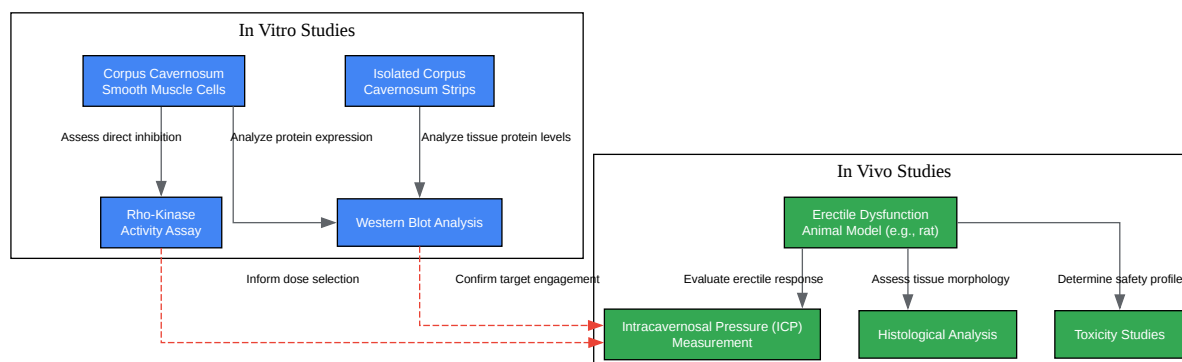 In Vitro Studies
Corpus Cavernosum
Smooth Muscle Cells
Isolated Corpus
Cavernosum Strips
Assess direct inhibition
Analyze protein expression
Analyze tissue protein levels
Rho-Kinase
Activity Assay
Western Blot Analysis
In Vivo Studies
Erectile Dysfunction
Animal Model (e.g., rat)
Inform dose selection
Confirm target engagement
Evaluate erectile response
Assess tissue morphology
Determine safety profile
Intracavernosal Pressure (ICP)
Measurement
Histological Analysis
Toxicity Studies